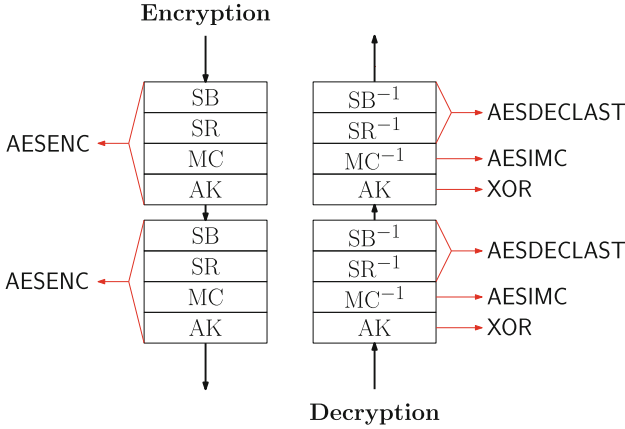 Encryption
SB SB⁻¹
AESDECLAST
SR SR⁻¹
AESENC
MC MC⁻¹ AESIMC
AK AK XOR
SB SB⁻¹
AESDECLAST
SR SR⁻¹
AESENC
MC MC⁻¹ AESIMC
AK AK XOR
Decryption